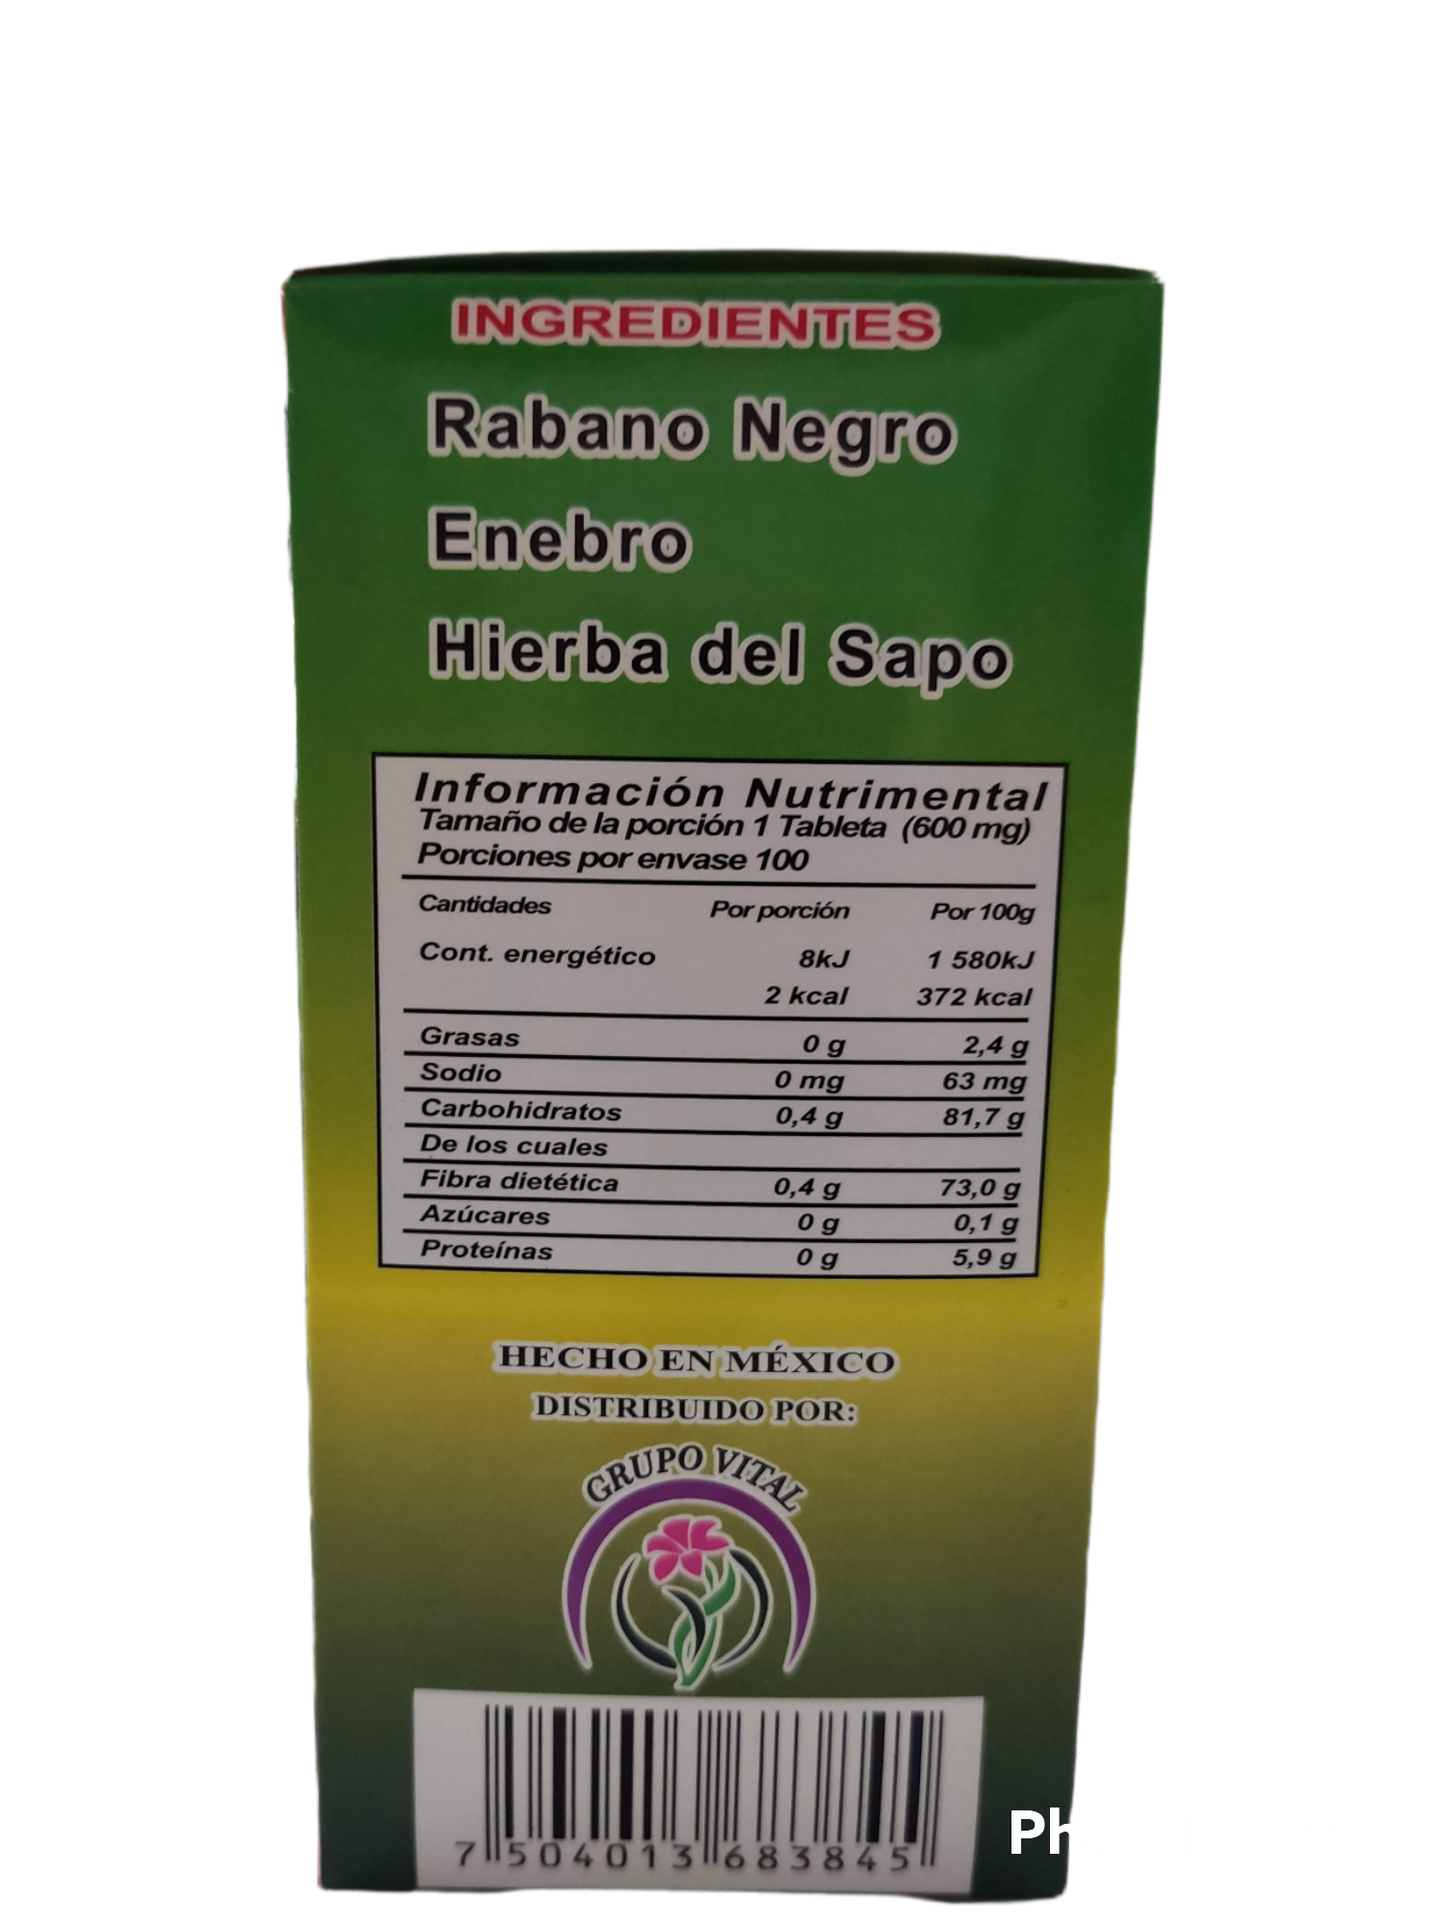 INGREDIENTES
Rabano Negro
Enebro
Hierba del Sapo
Información Nutrimental
Tamaño de la porción 1 Tableta (600 mg)
Porciones por envase 100
Cantidades Por porción Por 100g
Cont. energético 8kJ 1 580kJ
2 kcal 372 kcal
Grasas 0 g 2,4 g
Sodio 0 mg 63 mg
Carbohidratos 0,4 g 81,7 g
De los cuales
Fibra dietética 0,4 g 73,0 g
Azúcares 0 g 0,1 g
Proteínas 0 g 5,9 g
HECHO EN MÉXICO
DISTRIBUIDO POR:
GRUPO VITAL
7 504013 683845